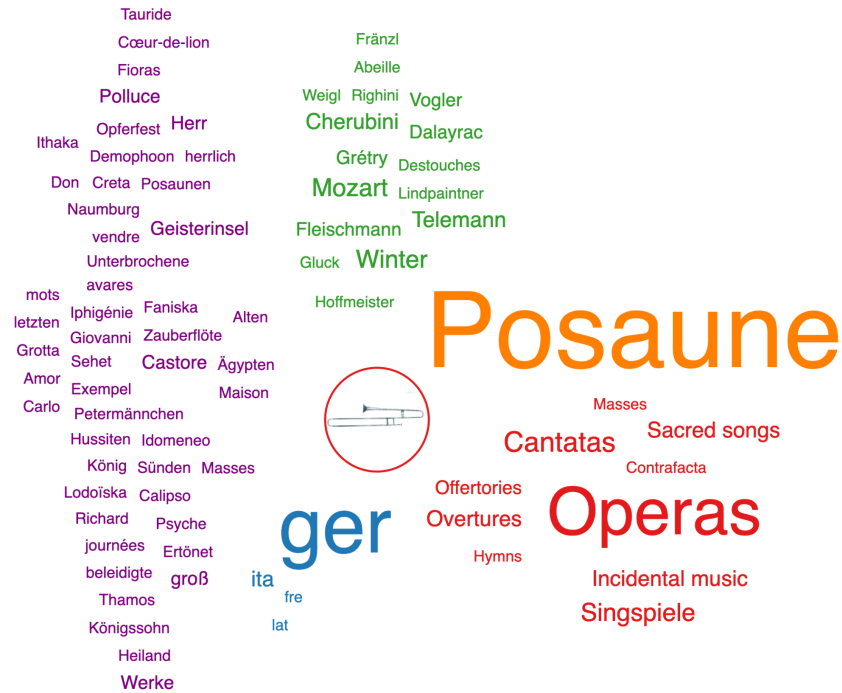 Tauride
Cœur-de-lion
Fioras
Polluce
Opferfest Herr
Ithaka
Demophoon herrlich
Don Creta Posaunen
Naumburg
vendre Geisterinsel
Unterbrochene
avares
mots
Iphigénie Faniska
letzten Alten
Giovanni Zauberflöte
Grotta
Sehet Castore Ägypten
Amor
Exempel Maison
Carlo
Petermännchen
Hussiten Idomeneo
König Sünden Masses
Lodoïska Calipso
Richard Psyche
journées Ertönet
beleidigte groß
Thamos
Königssohn
Heiland
Werke
Fränzl
Abeille
Weigl Righini Vogler
Cherubini Dalayrac
Grétry Destouches
Mozart Lindpaintner
Fleischmann Telemann
Gluck Winter
Hoffmeister
Posaune
Masses
Cantatas Sacred songs
Contrafacta
Offertories
Overtures Operas
Hymns
Incidental music
Singspiele
ger
ita
fre
lat